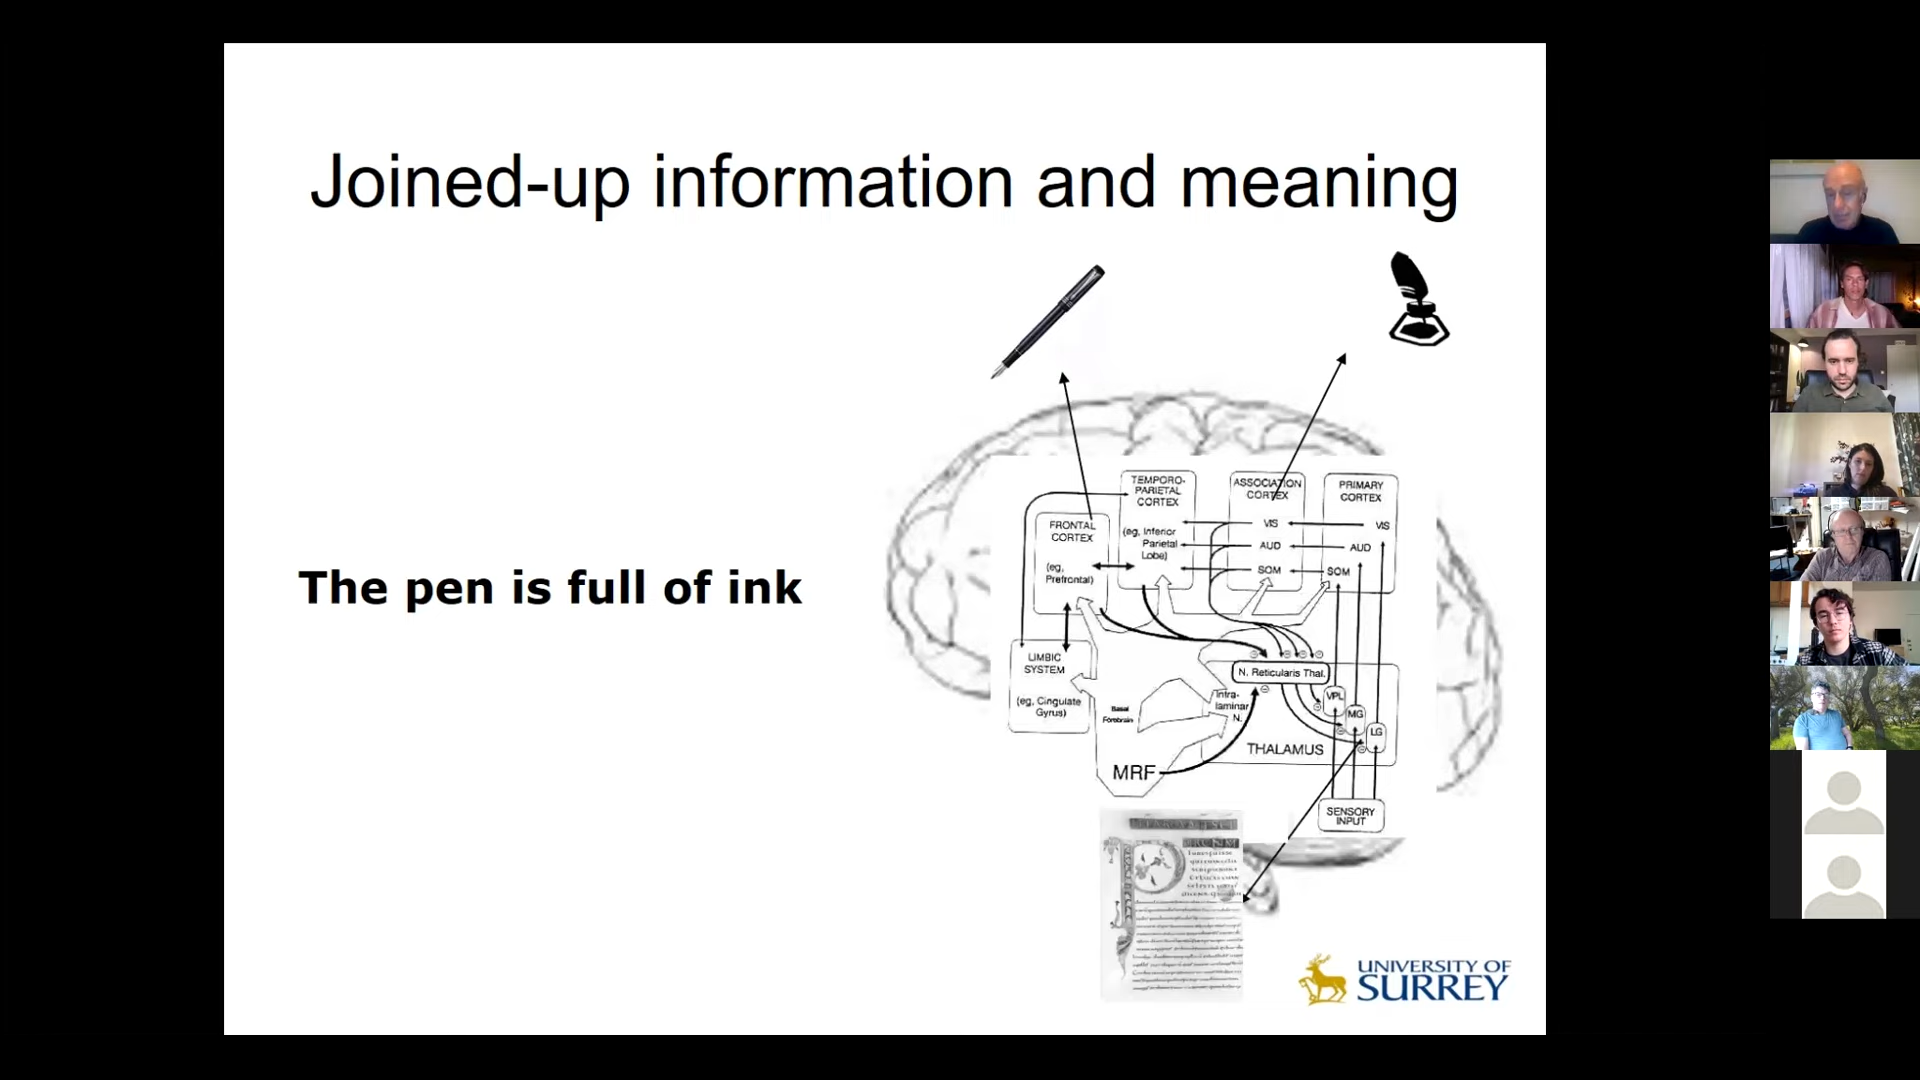 Joined-up information and meaning
The pen is full of ink
TEMPORO-
PARIETAL
CORTEX
(eg, Inferior
Parietal
Lobe)
ASSOCIATION
CORTEX
VIS
AUD
SOM
PRIMARY
CORTEX
VIS
AUD
SOM
FRONTAL
CORTEX
(eg,
Prefrontal)
LIMBIC
SYSTEM
(eg, Cingulate
Gyrus)
Basal
Forebrain
Intra-
laminar
N.
N. Reticularis Thal.
VPL
MG
LG
THALAMUS
MRF
SENSORY
INPUT
UNIVERSITY OF
SURREY